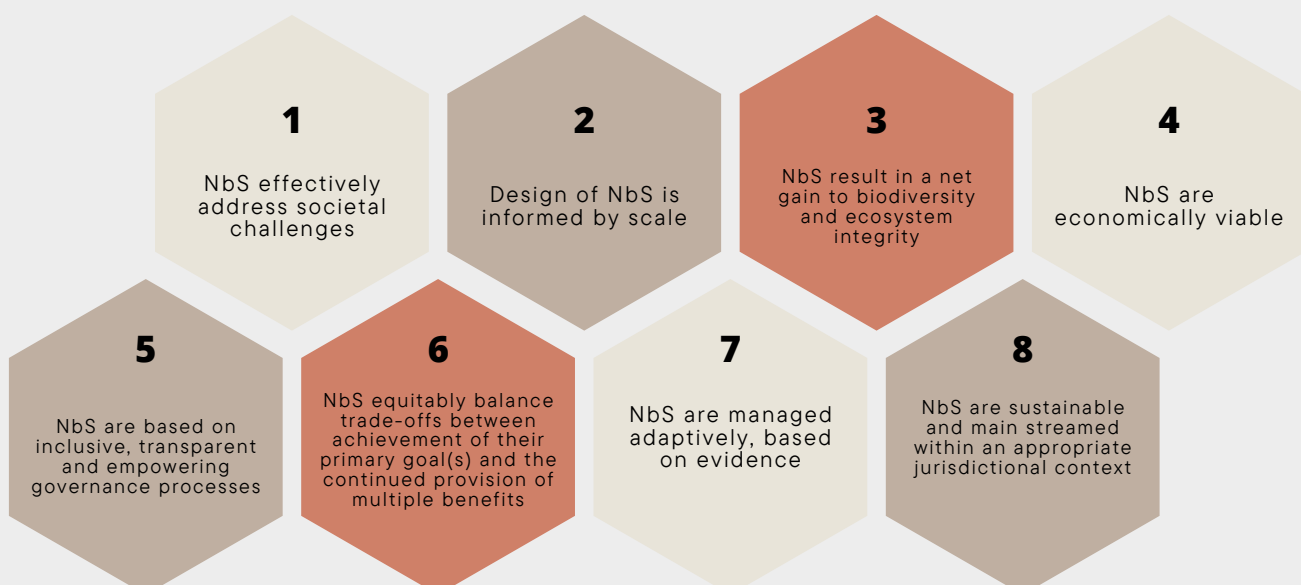 1
NbS effectively
address societal
challenges
2
Design of NbS is
informed by scale
3
NbS result in a net
gain to biodiversity
and ecosystem
integrity
4
NbS are
economically viable
5
NbS are based on
inclusive, transparent
and empowering
governance processes
6
NbS equitably balance
trade-offs between
achievement of their
primary goal(s) and the
continued provision of
multiple benefits
7
NbS are managed
adaptively, based
on evidence
8
NbS are sustainable
and main streamed
within an appropriate
jurisdictional context